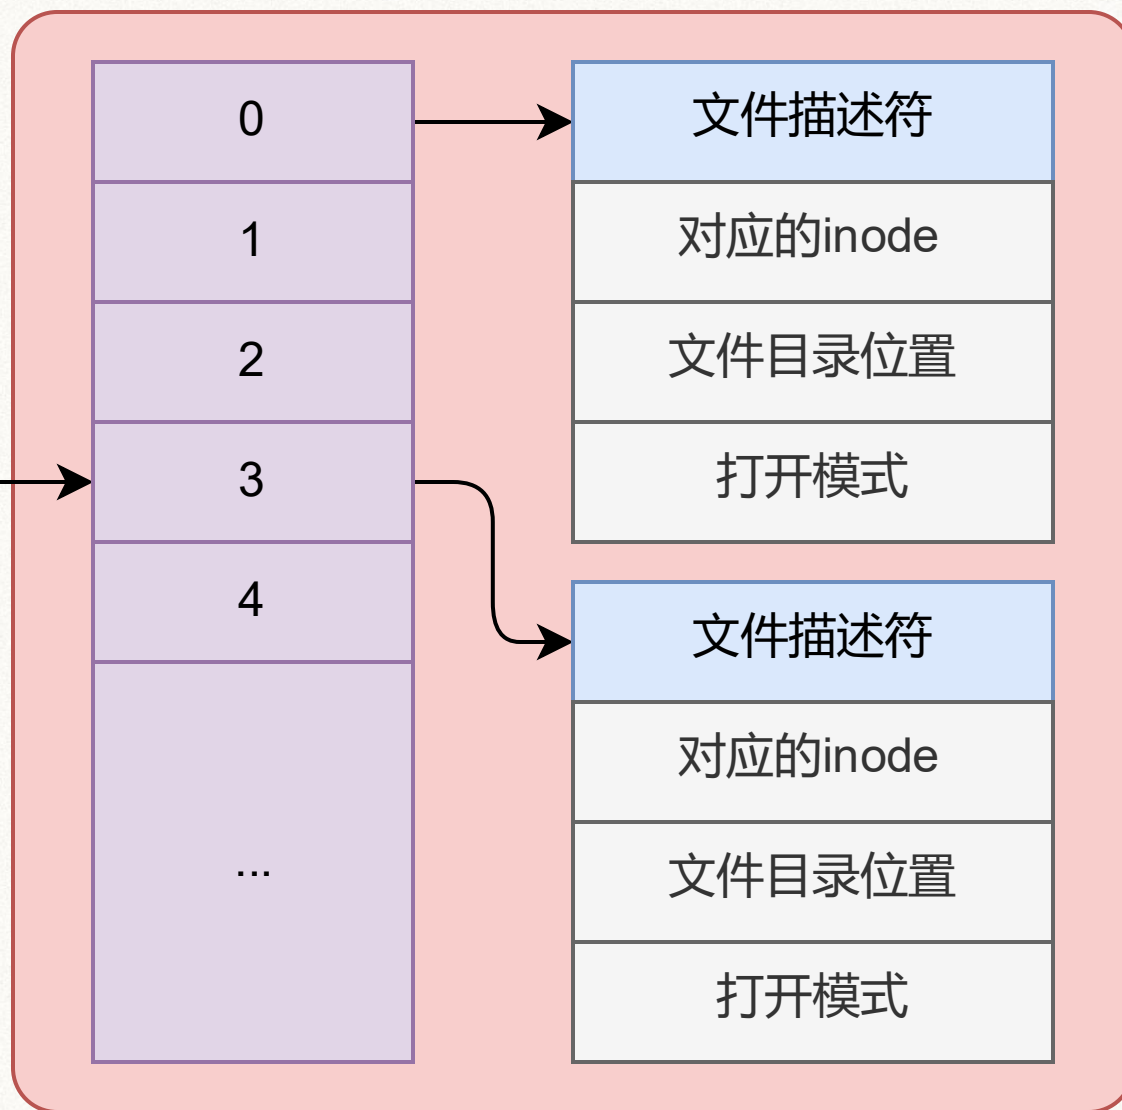 0
1
2
3
4
...
文件描述符
对应的inode
文件目录位置
打开模式
文件描述符
对应的inode
文件目录位置
打开模式